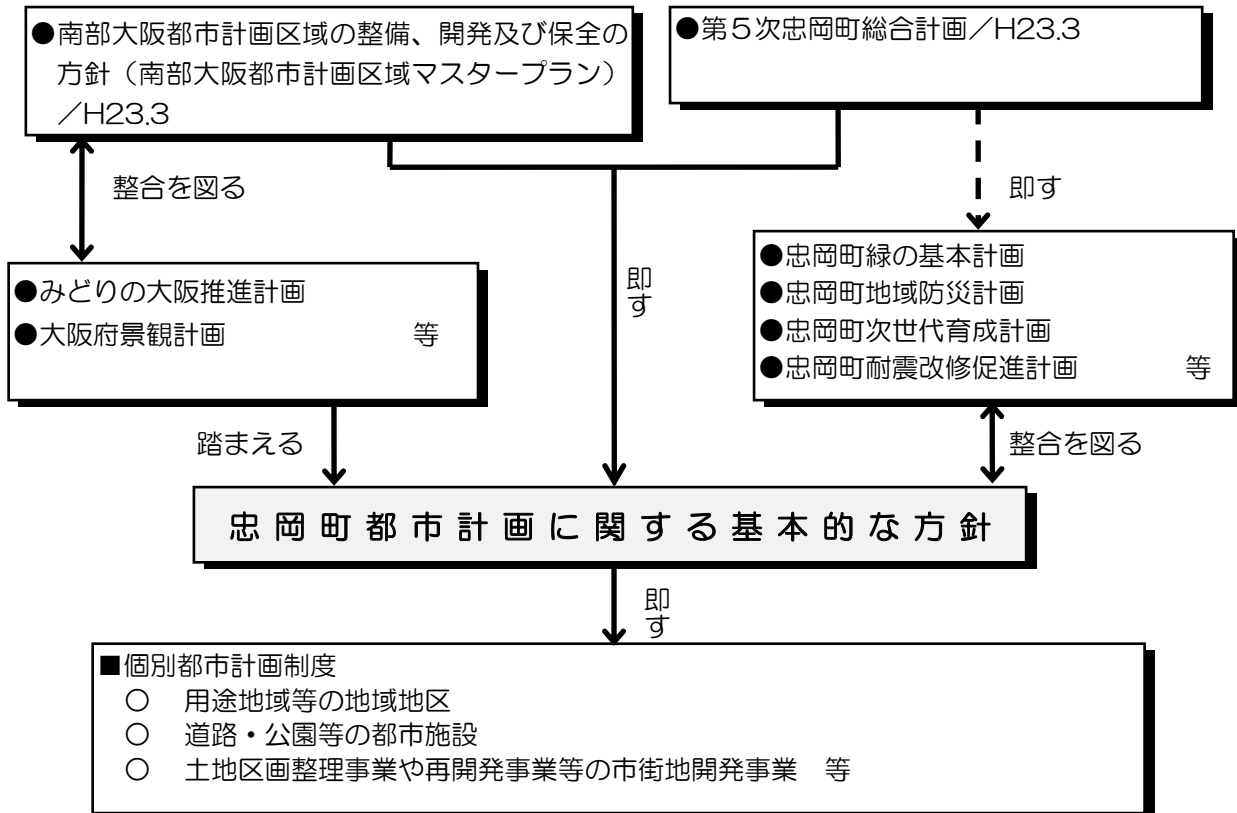 ●南部大阪都市計画区域の整備、開発及び保全の
方針（南部大阪都市計画区域マスタープラン）
／H23.3
●第５次忠岡町総合計画／H23.3
整合を図る
即す
即す
●みどりの大阪推進計画
●大阪府景観計画　　　　　　　等
●忠岡町緑の基本計画
●忠岡町地域防災計画
●忠岡町次世代育成計画
●忠岡町耐震改修促進計画　　　　等
踏まえる
整合を図る
忠岡町都市計画に関する基本的な方針
即す
■個別都市計画制度
○　用途地域等の地域地区
○　道路・公園等の都市施設
○　土地区画整理事業や再開発事業等の市街地開発事業　等